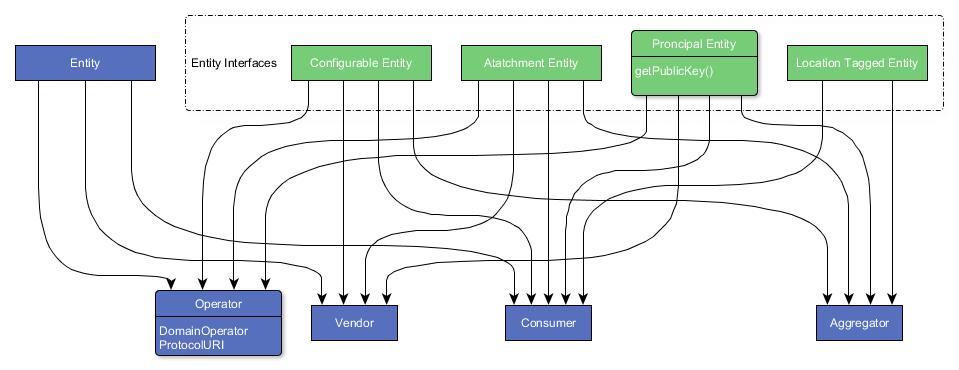 Entity
Entity Interfaces
Configurable Entity
Atatchment Entity
Proncipal Entity
getPublicKey()
Location Tagged Entity
Operator
DomainOperator
ProtocolURI
Vendor
Consumer
Aggregator